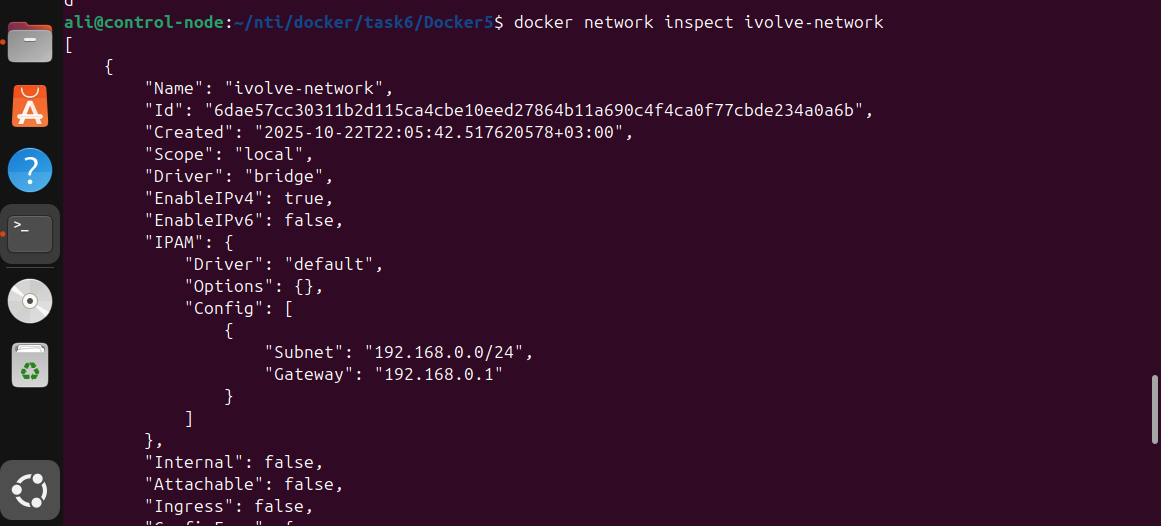 ali@control-node:~/nti/docker/task6/Docker5$ docker network inspect ivolve-network
[
    {
        "Name": "ivolve-network",
        "Id": "6dae57cc30311b2d115ca4cbe10eed27864b11a690c4f4ca0f77cbde234a0a6b",
        "Created": "2025-10-22T22:05:42.517620578+03:00",
        "Scope": "local",
        "Driver": "bridge",
        "EnableIPv4": true,
        "EnableIPv6": false,
        "IPAM": {
            "Driver": "default",
            "Options": {},
            "Config": [
                {
                    "Subnet": "192.168.0.0/24",
                    "Gateway": "192.168.0.1"
                }
            ]
        },
        "Internal": false,
        "Attachable": false,
        "Ingress": false,